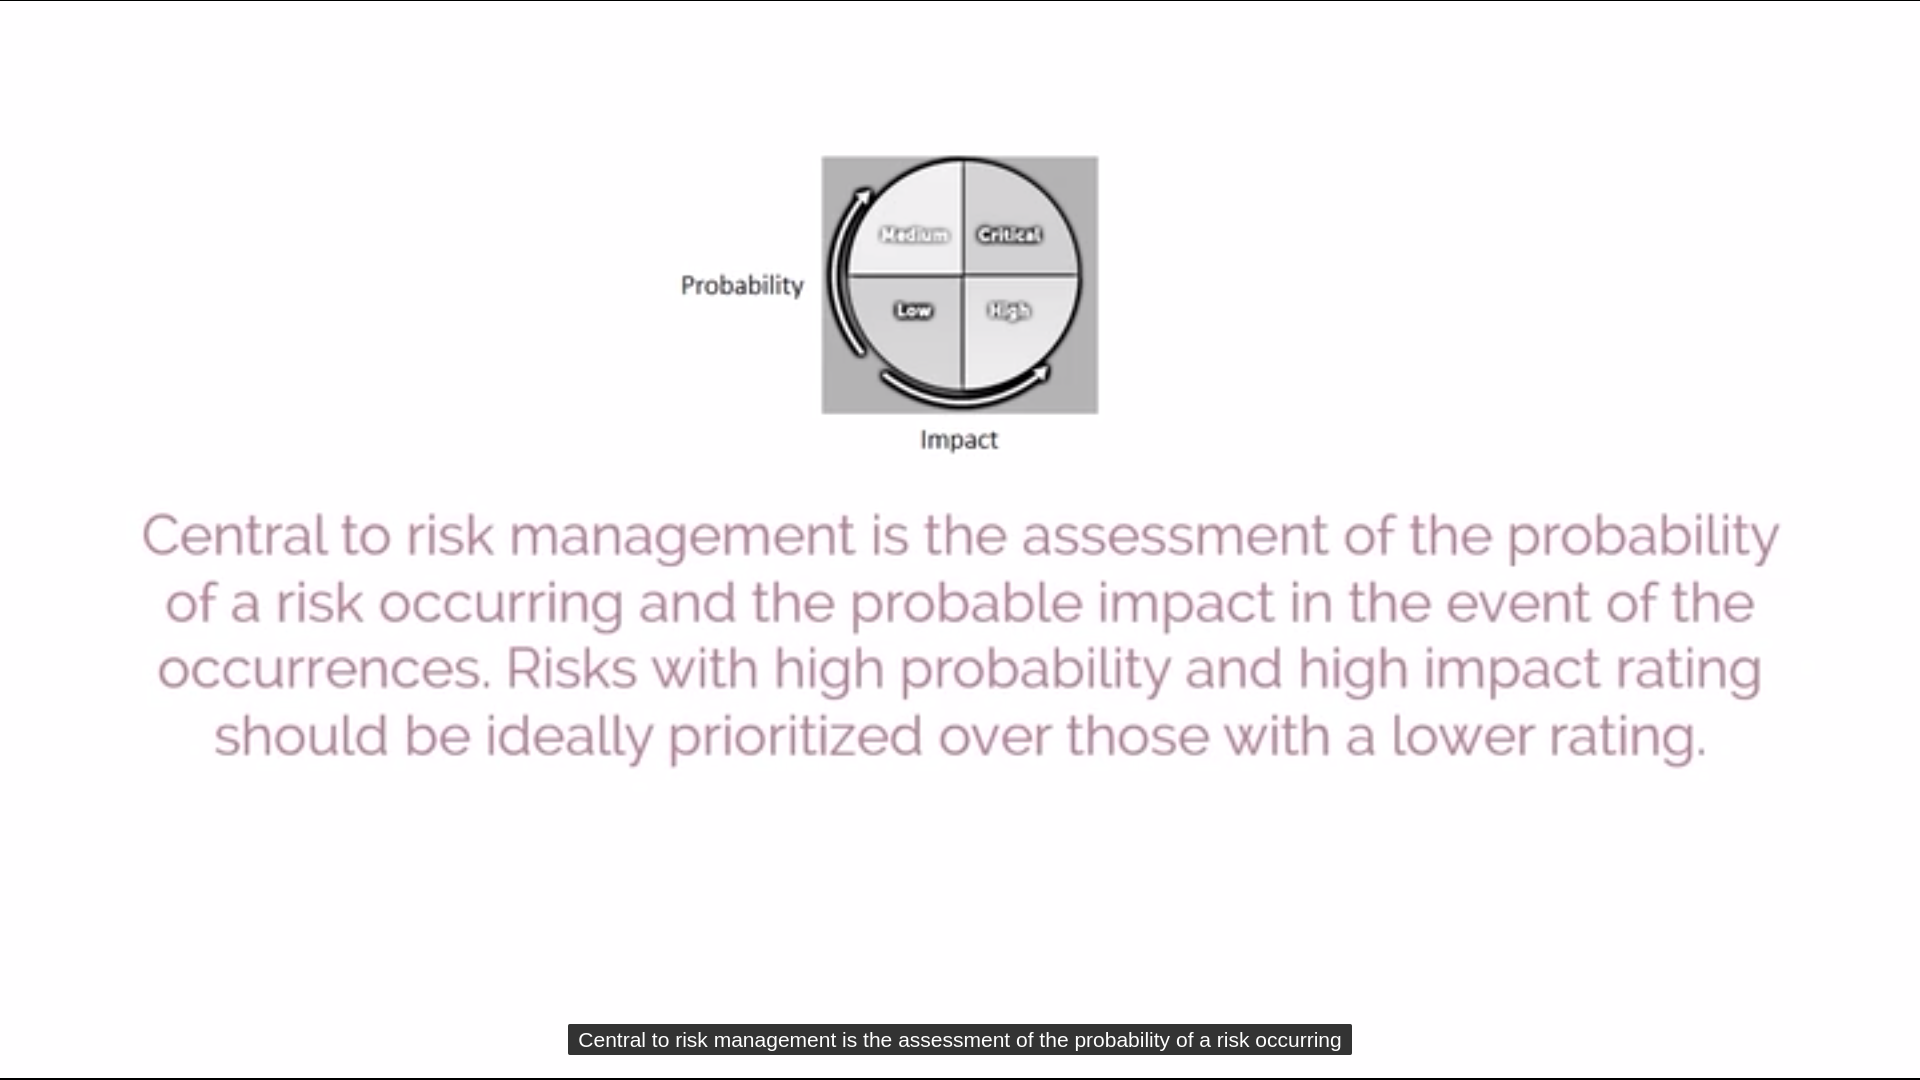 Medium Critical
Probability
Low High
Impact
Central to risk management is the assessment of the probability
of a risk occurring and the probable impact in the event of the
occurrences. Risks with high probability and high impact rating
should be ideally prioritized over those with a lower rating.
Central to risk management is the assessment of the probability of a risk occurring